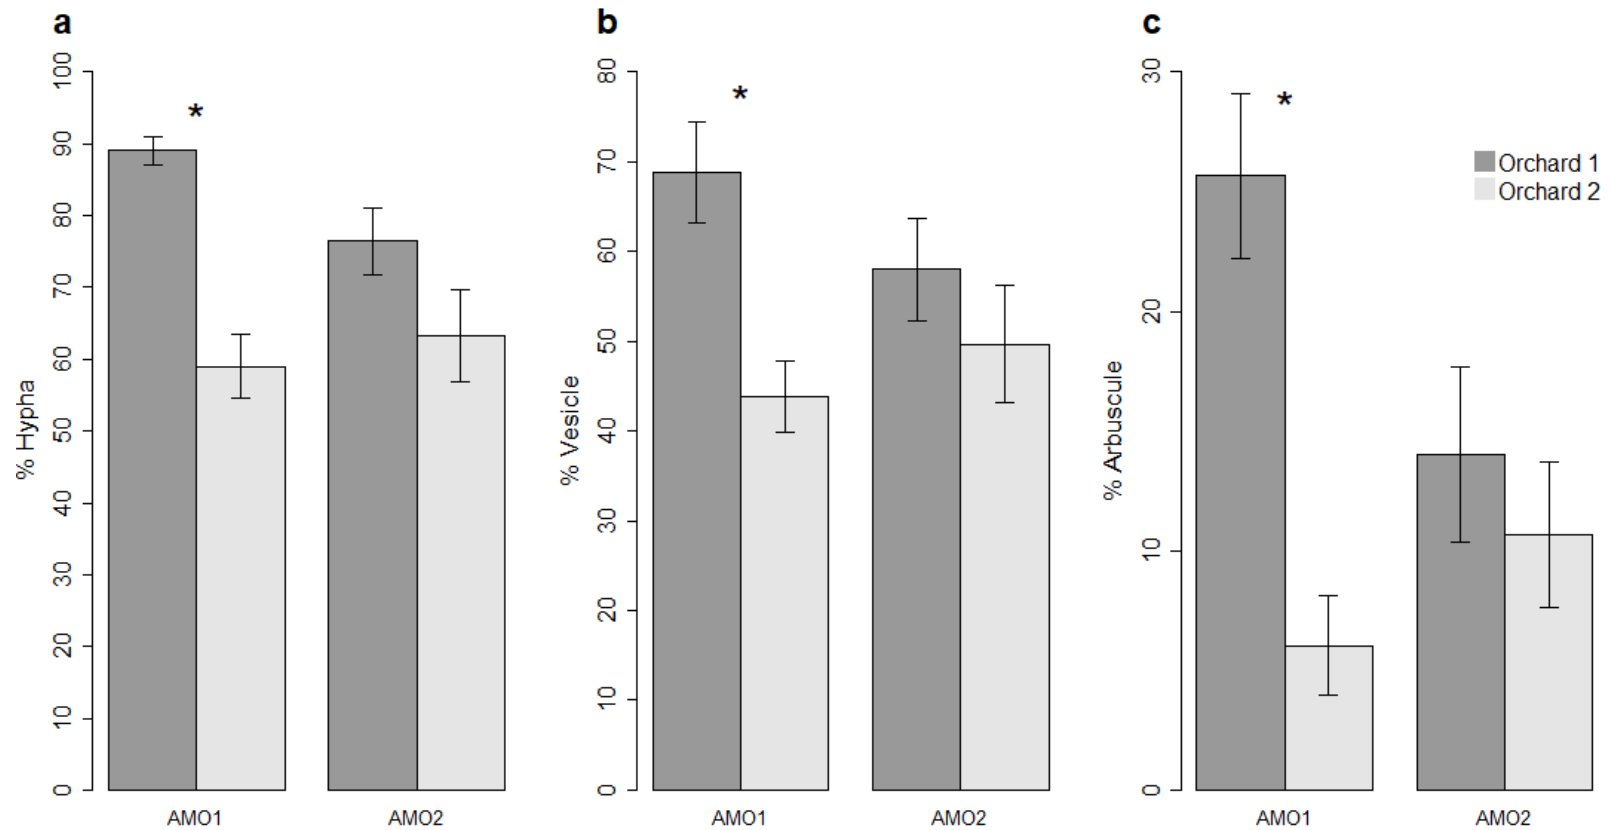 a
% Hypha
0 10 20 30 40 50 60 70 80 90 100
*
AMO1 AMO2
b
% Vesicle
0 10 20 30 40 50 60 70 80
*
AMO1 AMO2
c
% Arbuscule
0 10 20 30
*
AMO1 AMO2
Orchard 1
Orchard 2